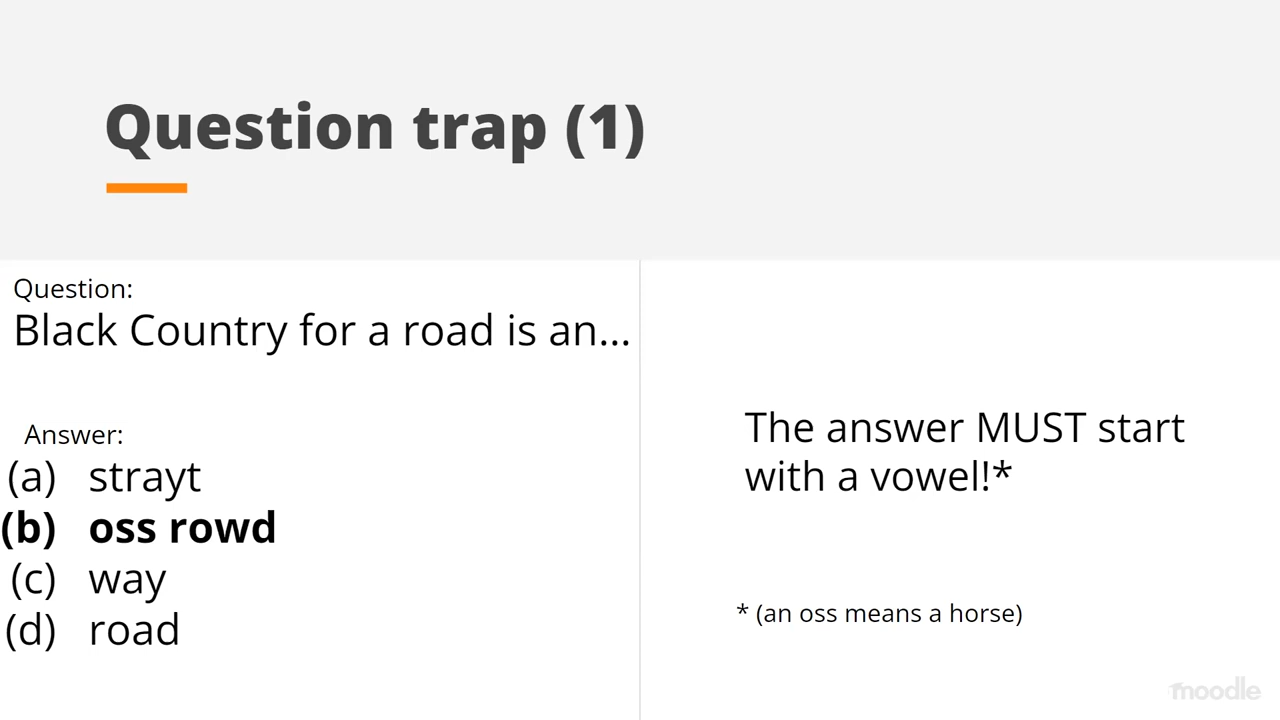 Question trap (1)
Question:
Black Country for a road is an...
Answer:
(a) strayt
(b) oss rowd
(c) way
(d) road
The answer MUST start
with a vowel!*
* (an oss means a horse)
moodle